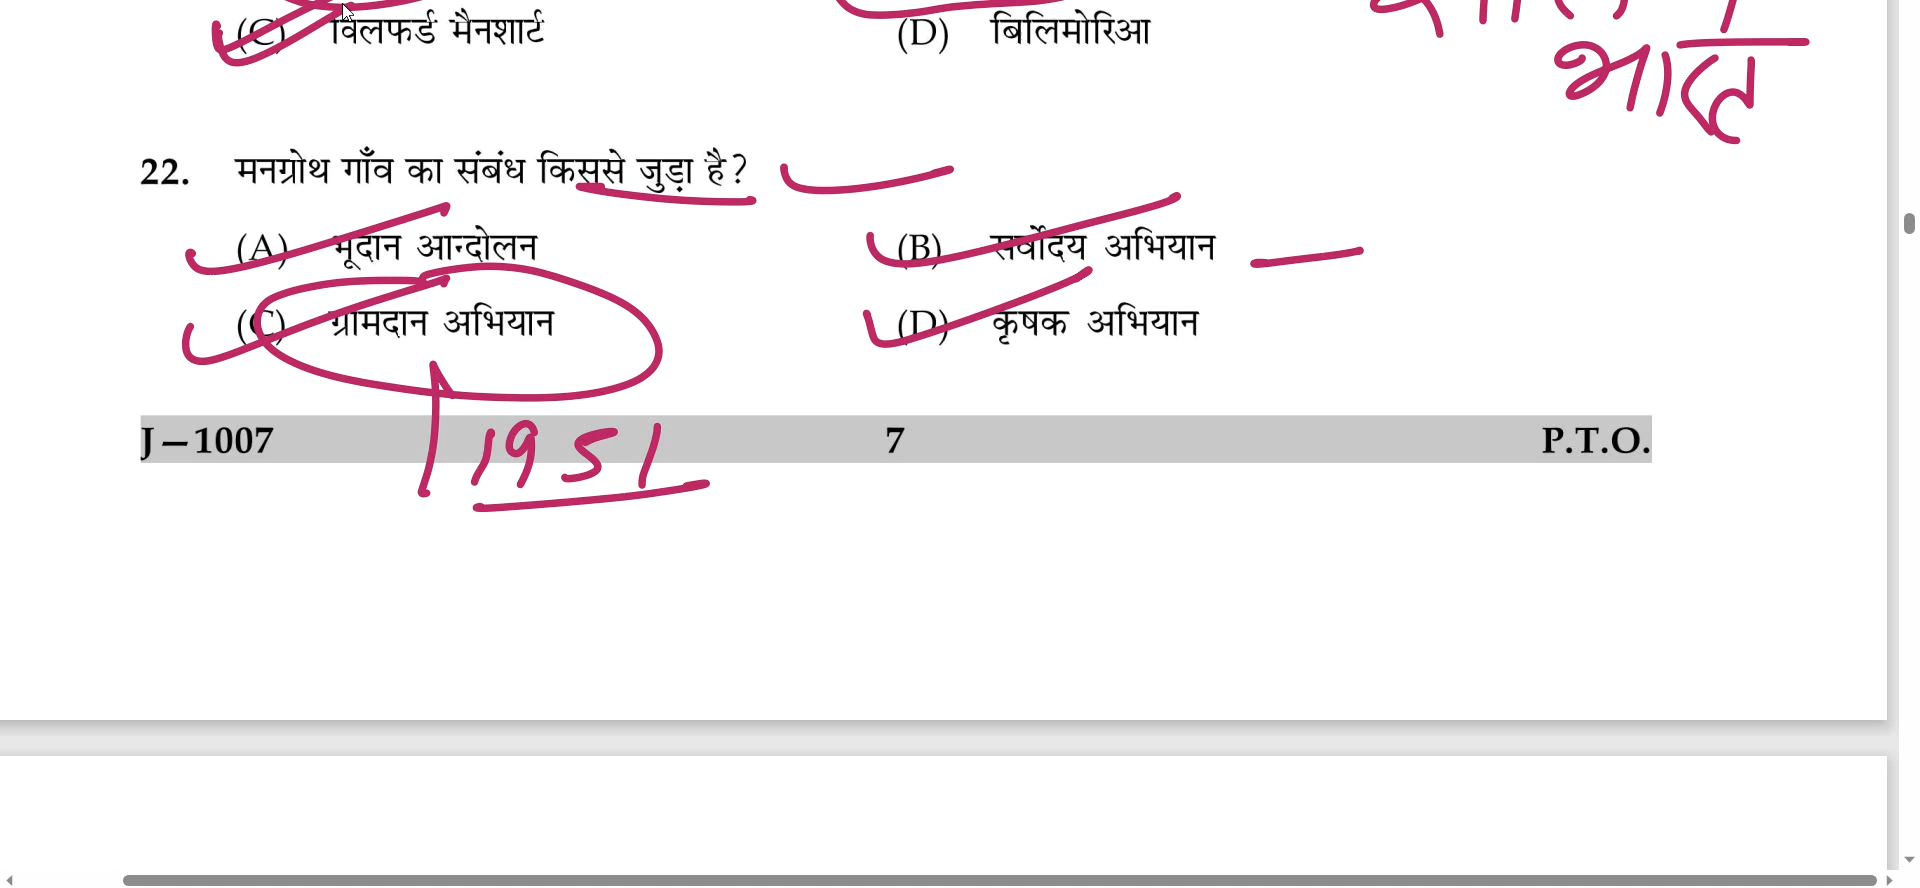 (C) विलफर्ड मैनशार्ट (D) बिलिमोरिआ
भारत
22. मनग्रोथ गाँव का संबंध किससे जुड़ा है?
(A) भूदान आन्दोलन (B) सर्वोदय अभियान
(C) ग्रामदान अभियान (D) कृषक अभियान
J–1007 7 P.T.O.
1951